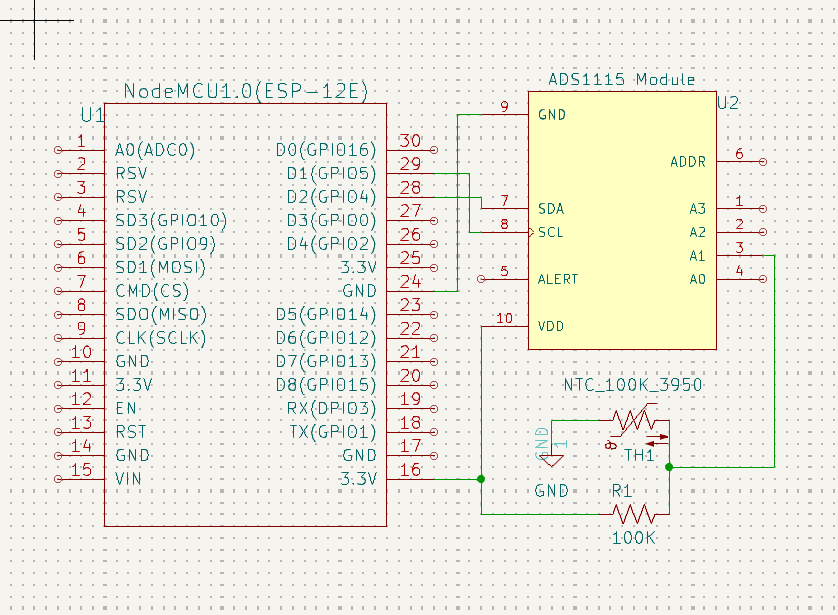 NodeMCU1.0(ESP-12E)
U1
1 A0(ADC0) D0(GPIO16) 30
2 RSV D1(GPIO5) 29
3 RSV D2(GPIO4) 28
4 SD3(GPIO10) D3(GPIO0) 27
5 SD2(GPIO9) D4(GPIO2) 26
6 SD1(MOSI) 3.3V 25
7 CMD(CS) GND 24
8 SDO(MISO) D5(GPIO14) 23
9 CLK(SCLK) D6(GPIO12) 22
10 GND D7(GPIO13) 21
11 3.3V D8(GPIO15) 20
12 EN RX(DPIO3) 19
13 RST TX(GPIO1) 18
14 GND GND 17
15 VIN 3.3V 16
ADS1115 Module
U2
9 GND
ADDR 6
7 SDA A3 1
8 SCL A2 2
A1 3
5 ALERT A0 4
10 VDD
NTC_100K_3950
θ
TH1
GND
1
GND
R1
100K